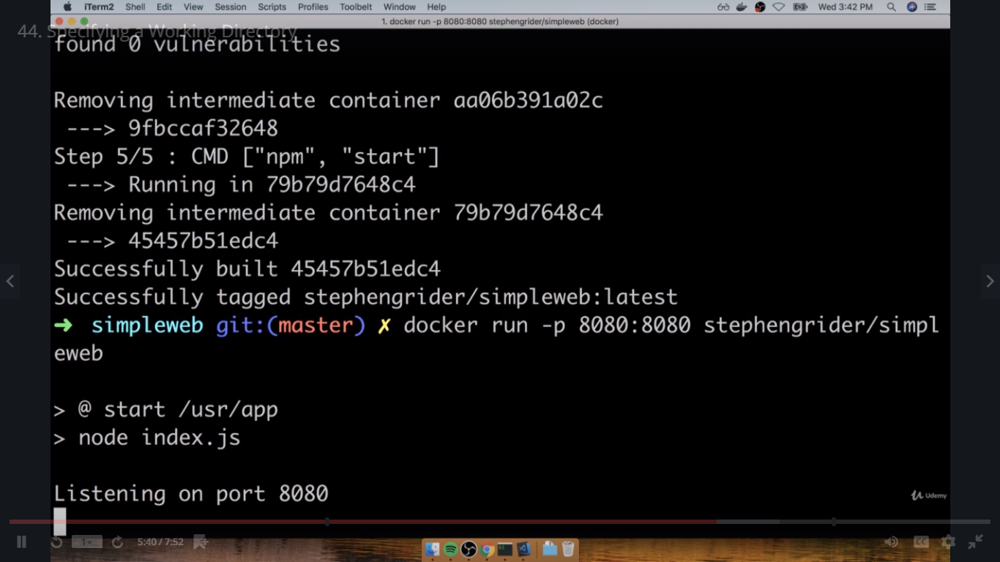 iTerm2 Shell Edit View Session Scripts Profiles Toolbelt Window Help Wed 3:42 PM
1. docker run -p 8080:8080 stephengrider/simpleweb (docker)
44. Specifying a Working Directory
found 0 vulnerabilities
Removing intermediate container aa06b391a02c
---> 9fbccaf32648
Step 5/5 : CMD ["npm", "start"]
---> Running in 79b79d7648c4
Removing intermediate container 79b79d7648c4
---> 45457b51edc4
Successfully built 45457b51edc4
Successfully tagged stephengrider/simpleweb:latest
➜ simpleweb git:(master) ✗ docker run -p 8080:8080 stephengrider/simpl
eweb
> @ start /usr/app
> node index.js
Listening on port 8080
Udemy
1x 5:40 / 7:52 CC